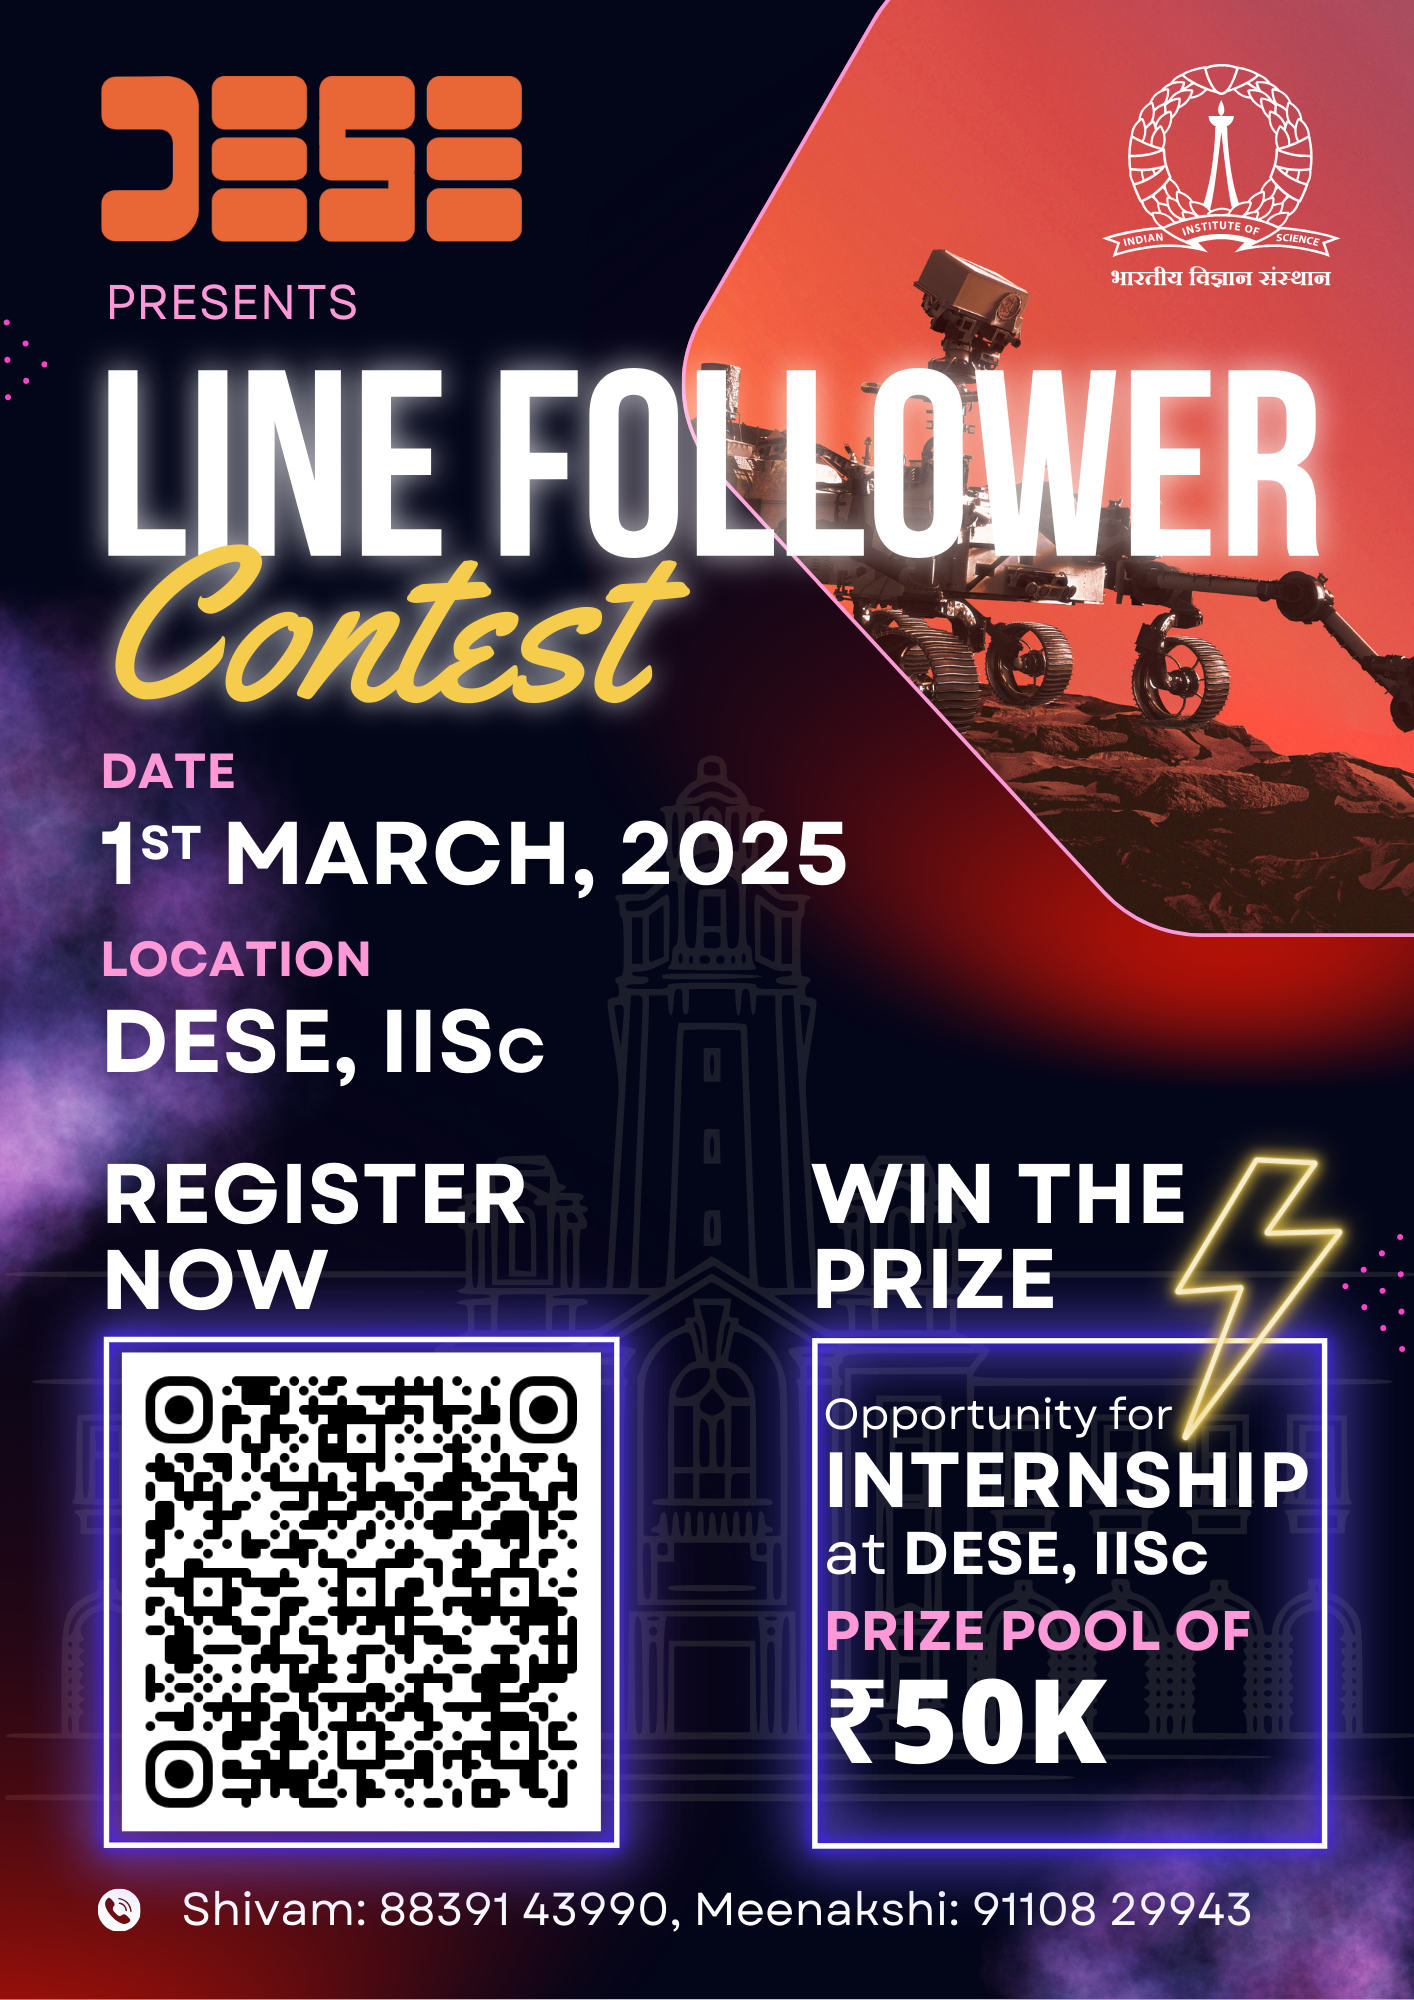 DESE
INDIAN INSTITUTE OF SCIENCE
भारतीय विज्ञान संस्थान
PRESENTS
LINE FOLLOWER
Contest
DATE
1ST MARCH, 2025
LOCATION
DESE, IISc
REGISTER
NOW
WIN THE
PRIZE
Opportunity for
INTERNSHIP
at DESE, IISc
PRIZE POOL OF
₹50K
Shivam: 88391 43990, Meenakshi: 91108 29943